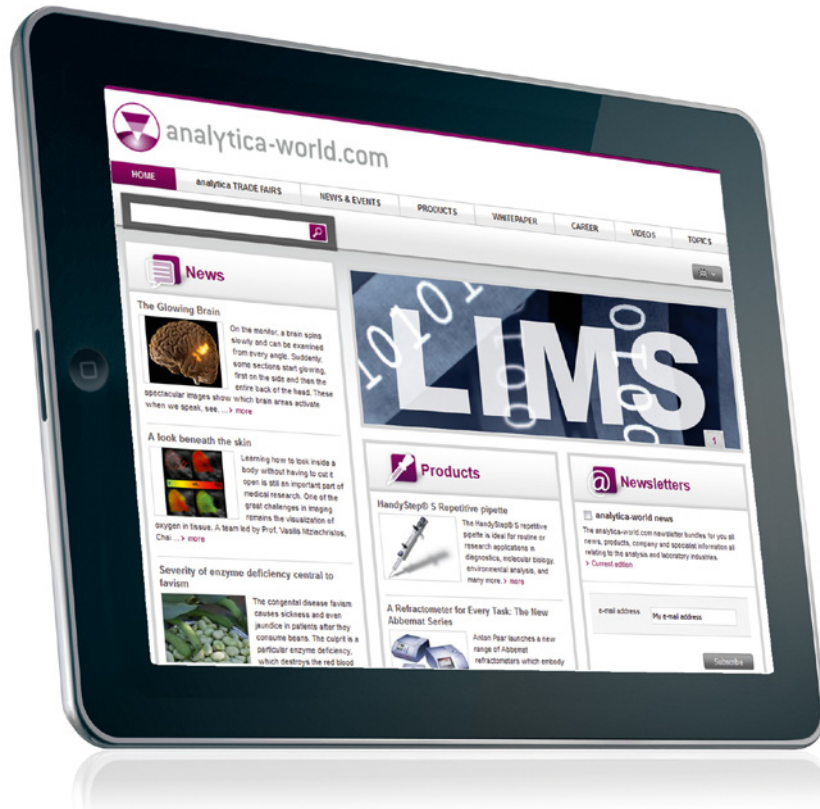 analytica-world.com
HOME
analytica TRADE FAIRS
NEWS & EVENTS
PRODUCTS
WHITEPAPER
CAREER
VIDEOS
TOPICS
News
The Glowing Brain
On the monitor, a brain spins
slowly and can be examined
from every angle. Suddenly,
some sections start glowing,
first on the side and then the
entire back of the head. These
spectacular images show which brain areas activate
when we speak, see, ... > more
A look beneath the skin
Learning how to look inside a
body without having to cut it
open is still an important part of
medical research. One of the
great challenges in imaging
remains the visualization of
oxygen in tissue. A team led by Prof. Vasilis Ntziachristos,
Chai ... > more
Severity of enzyme deficiency central to
favism
The congenital disease favism
causes sickness and even
jaundice in patients after they
consume beans. The culprit is a
particular enzyme deficiency,
which destroys the red blood
10101
LIMS
100
01010
1
Products
HandyStep® S Repetitive pipette
The HandyStep® S repetitive
pipette is ideal for routine or
research applications in
diagnostics, molecular biology,
environmental analysis, and
many more. > more
A Refractometer for Every Task: The New
Abbemat Series
Anton Paar launches a new
range of Abbemat
refractometers which embody
@ Newsletters
analytica-world news
The analytica-world.com newsletter bundles for you all
news, products, company and specialist information all
relating to the analysis and laboratory industries.
> Current edition
e-mail address
My e-mail address
Subscribe